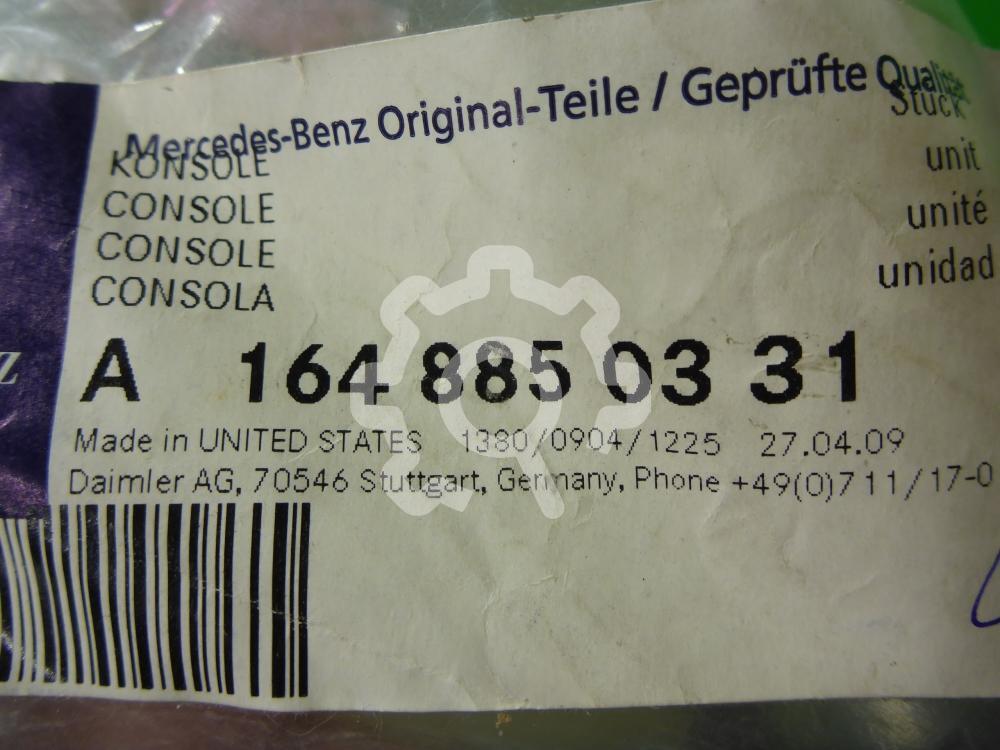 Mercedes-Benz Original-Teile / Geprüfte Qualität
KONSOLE Stück
CONSOLE unit
CONSOLE unité
CONSOLA unidad
A 164 885 03 31
Made in UNITED STATES 1380/0904/1225 27.04.09
Daimler AG, 70546 Stuttgart, Germany, Phone +49(0)711/17-0
Z